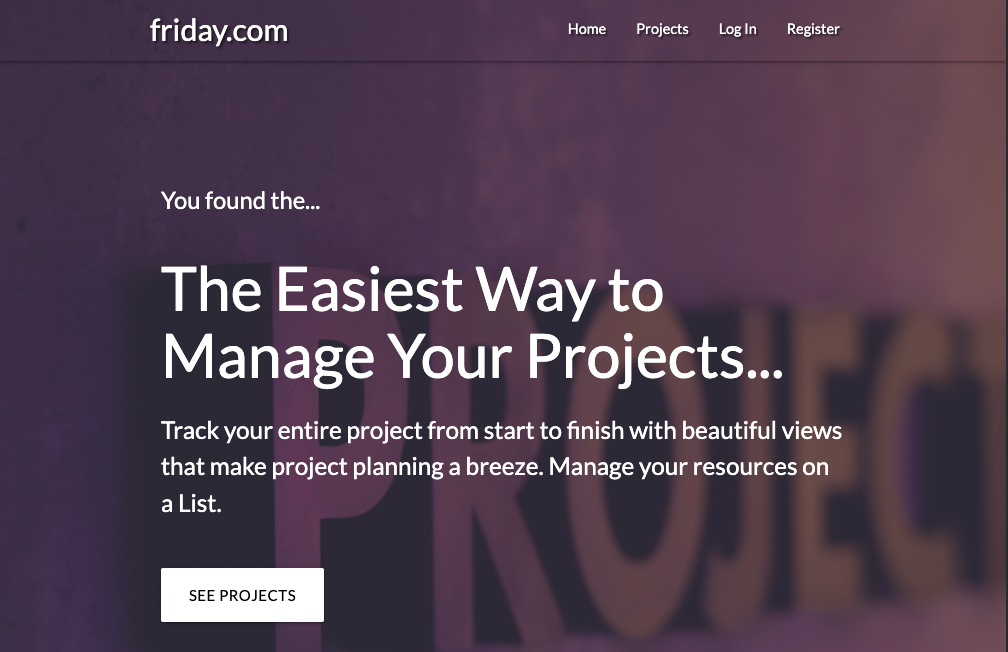 friday.com
Home Projects Log In Register
You found the...
The Easiest Way to
Manage Your Projects...
Track your entire project from start to finish with beautiful views
that make project planning a breeze. Manage your resources on
a List.
PROJECT
SEE PROJECTS